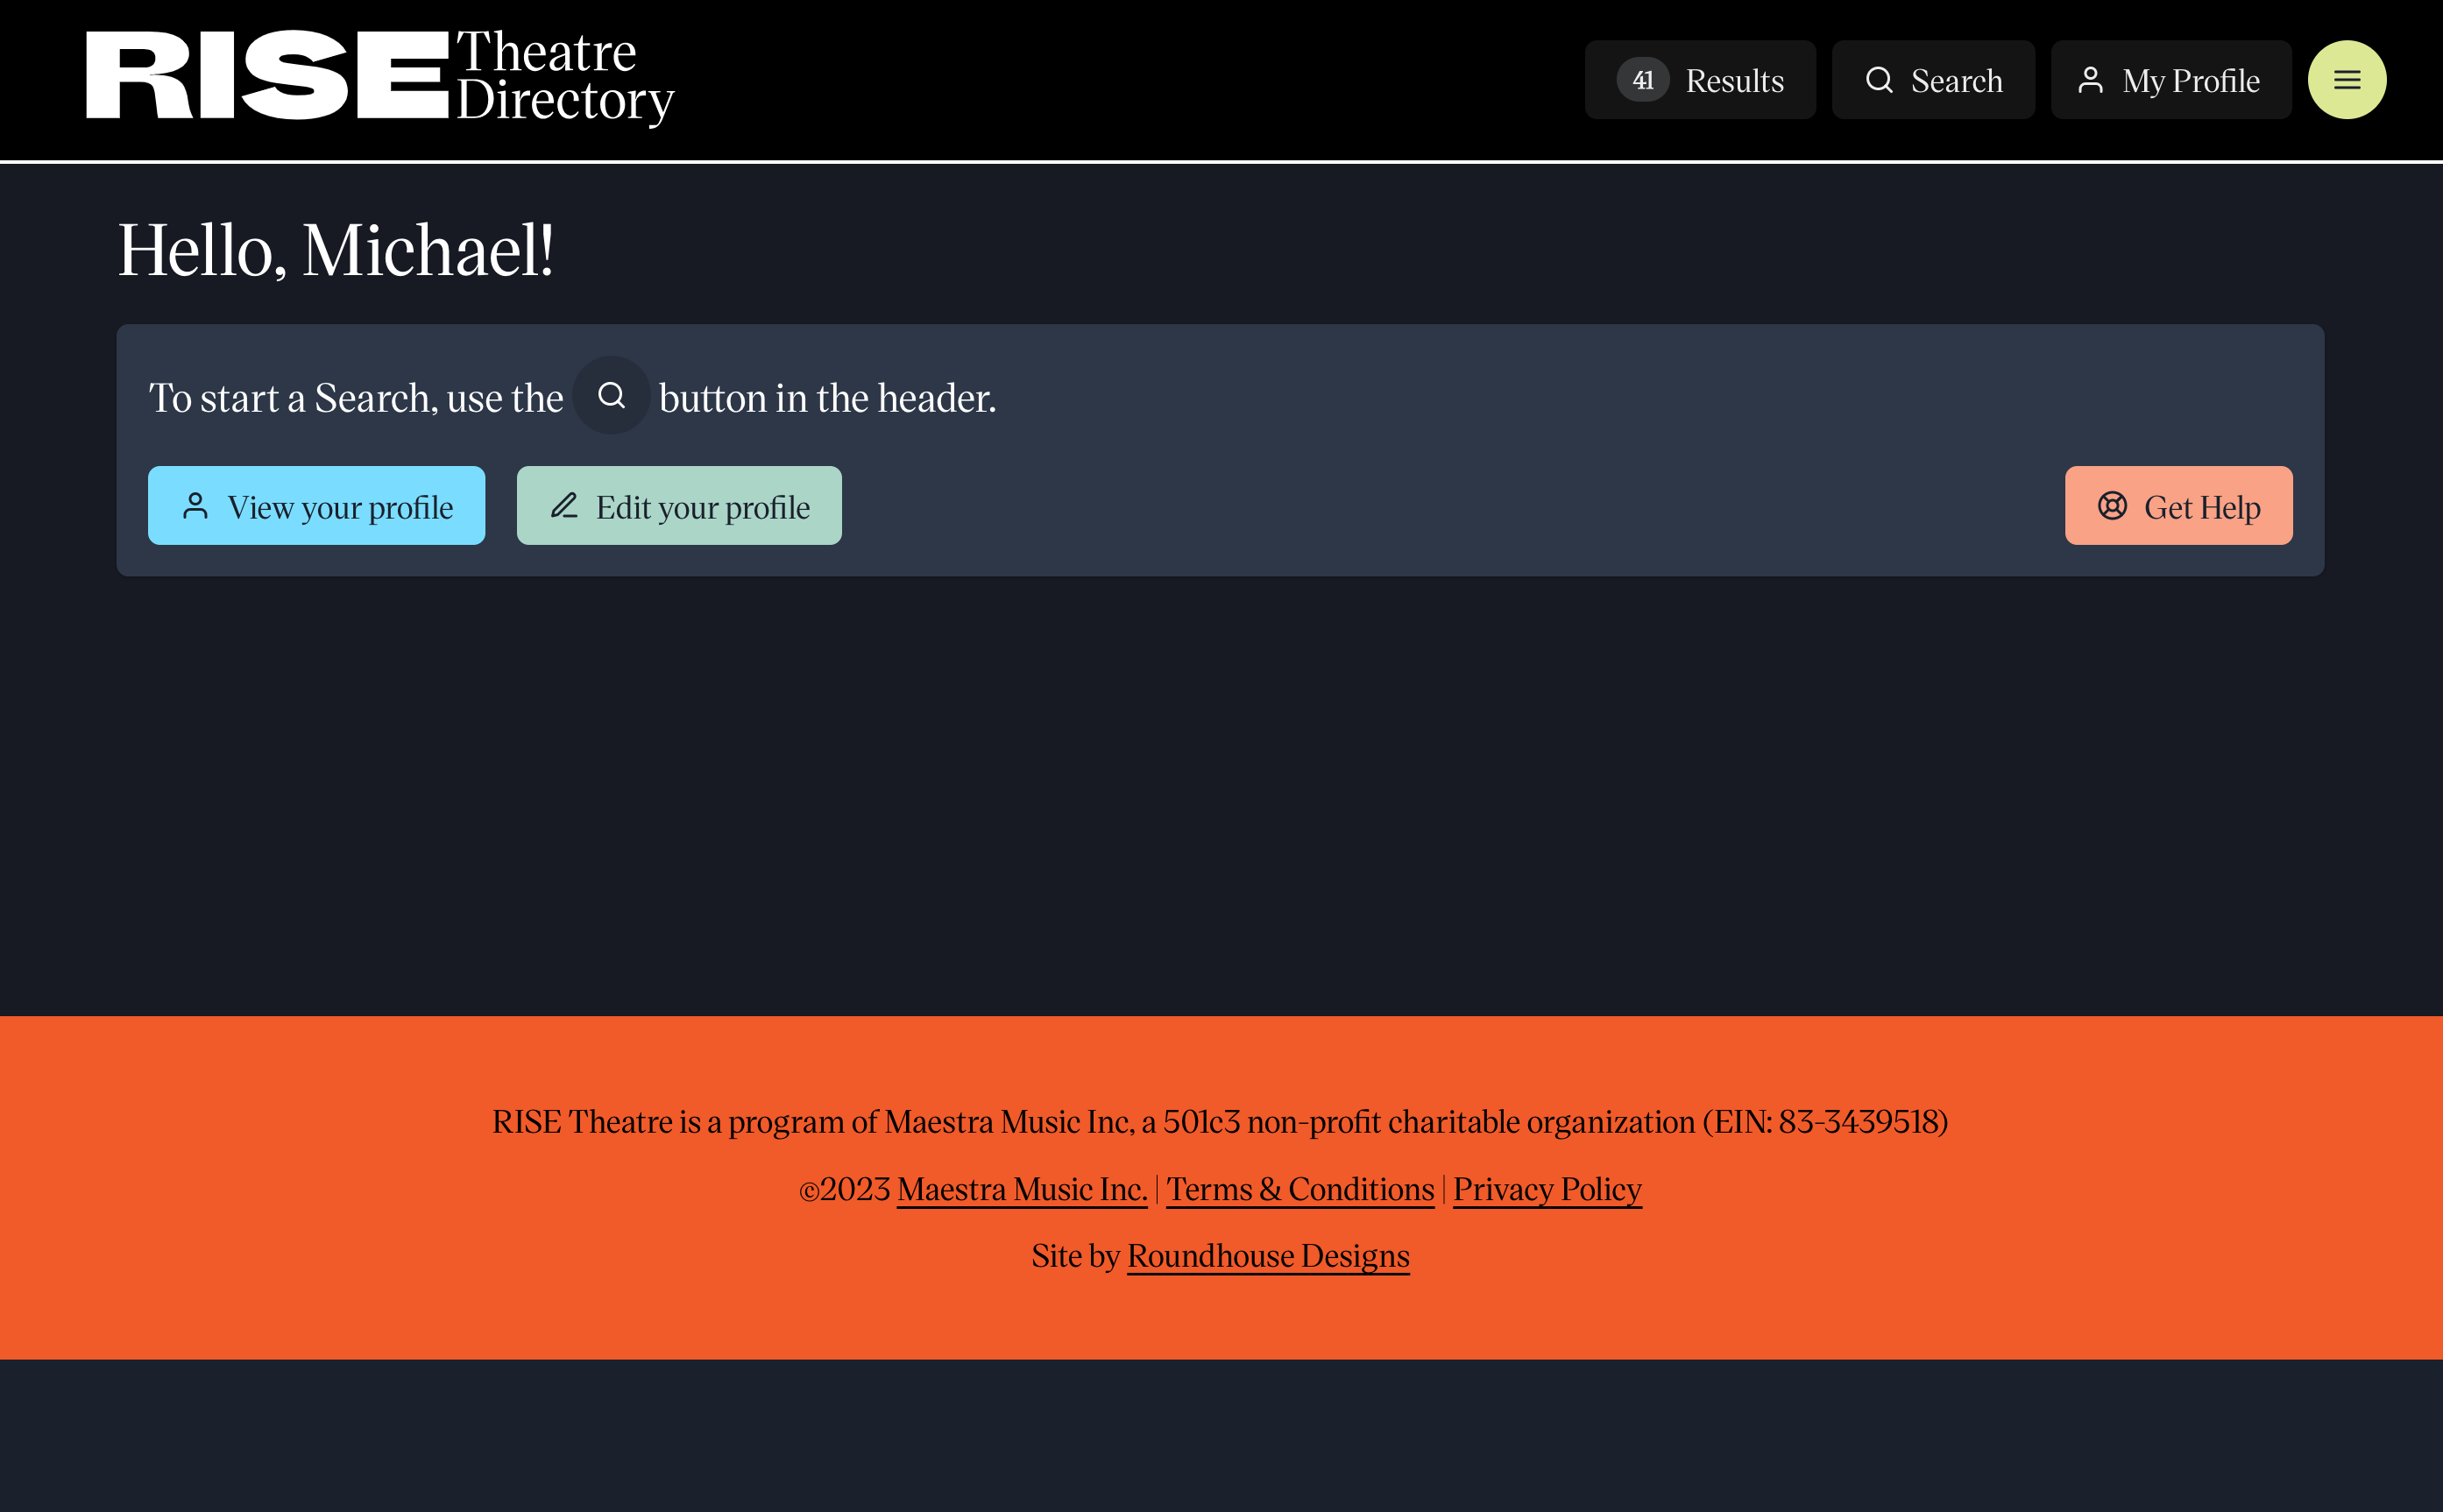 RISE Theatre
Directory
41 Results
Search
My Profile
Hello, Michael!
To start a Search, use the button in the header.
View your profile
Edit your profile
Get Help
RISE Theatre is a program of Maestra Music Inc, a 501c3 non-profit charitable organization (EIN: 83-3439518)
©2023 Maestra Music Inc. | Terms & Conditions | Privacy Policy
Site by Roundhouse Designs